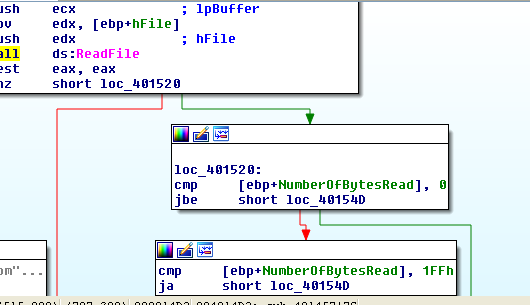 ush ecx ; lpBuffer
ov edx, [ebp+hFile]
ush edx ; hFile
all ds:ReadFile
est eax, eax
nz short loc_401520
loc_401520:
cmp [ebp+NumberOfBytesRead], 0
jbe short loc_40154D
om"...
cmp [ebp+NumberOfBytesRead], 1FFh
ja short loc_40154D